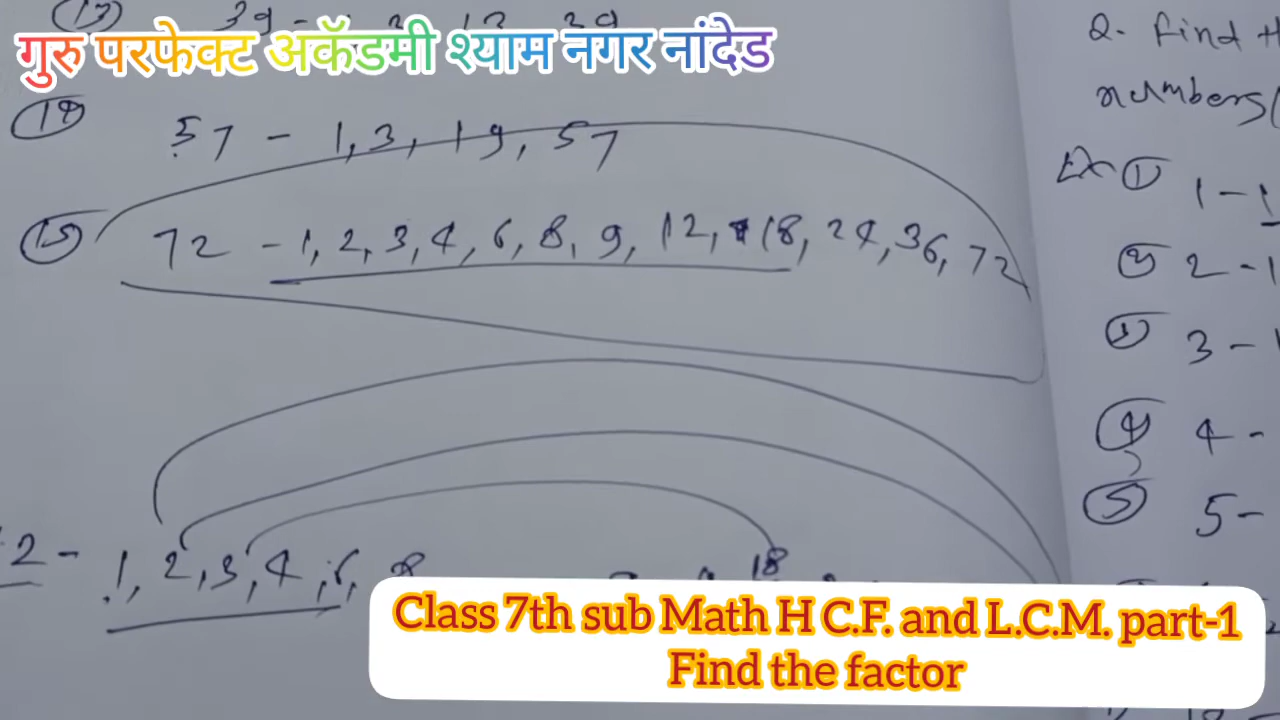 गुरु परफेक्ट अकॅडमी श्याम नगर नांदेड
57 - 1, 3, 19, 57
15 72 - 1, 2, 3, 4, 6, 8, 9, 12, 18, 24, 36, 72
2 - 1, 2, 3, 4, 6, 8
18
Q. Find
numbers(
Ex 1 1 - 1
2 - 1
3 3 -
4 4 -
5 5 -
Class 7th sub Math H C.F. and L.C.M. part-1
Find the factor